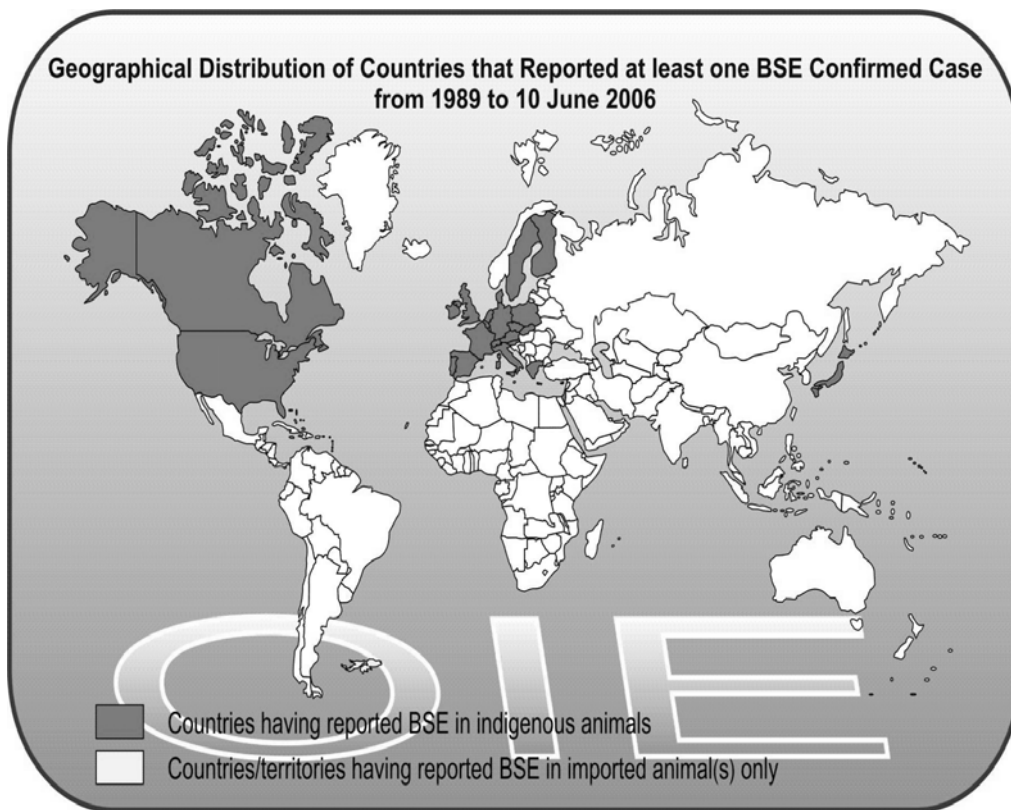 Geographical Distribution of Countries that Reported at least one BSE Confirmed Case
from 1989 to 10 June 2006
OIE
Countries having reported BSE in indigenous animals
Countries/territories having reported BSE in imported animal(s) only